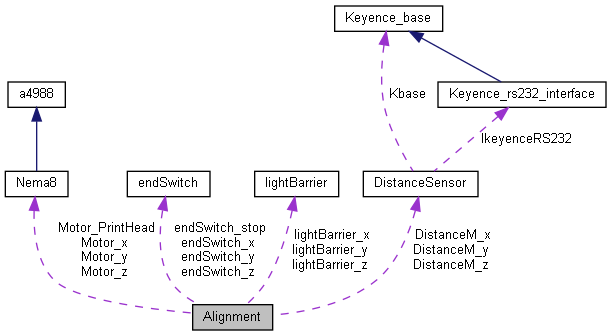 Keyence_base
a4988
Kbase
Keyence_rs232_interface
IkeyenceRS232
Nema8
endSwitch
lightBarrier
DistanceSensor
Motor_PrintHead
Motor_x
Motor_y
Motor_z
endSwitch_stop
endSwitch_x
endSwitch_y
endSwitch_z
lightBarrier_x
lightBarrier_y
lightBarrier_z
DistanceM_x
DistanceM_y
DistanceM_z
Alignment